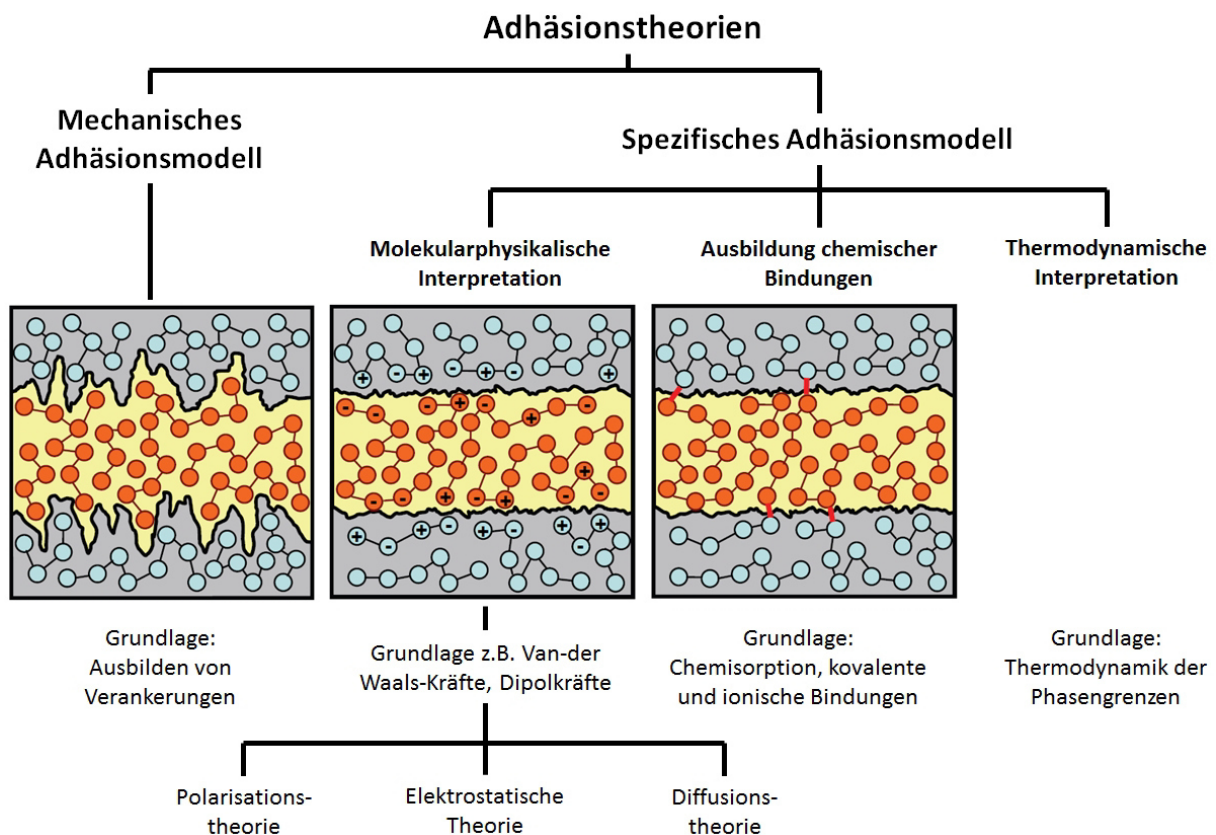 Adhäsionstheorien
Mechanisches
Adhäsionsmodell
Spezifisches Adhäsionsmodell
Molekularphysikalische
Interpretation
Ausbildung chemischer
Bindungen
Thermodynamische
Interpretation
Grundlage:
Ausbilden von
Verankerungen
Grundlage z.B. Van-der
Waals-Kräfte, Dipolkräfte
Grundlage:
Chemisorption, kovalente
und ionische Bindungen
Grundlage:
Thermodynamik der
Phasengrenzen
Polarisations-
theorie
Elektrostatische
Theorie
Diffusions-
theorie